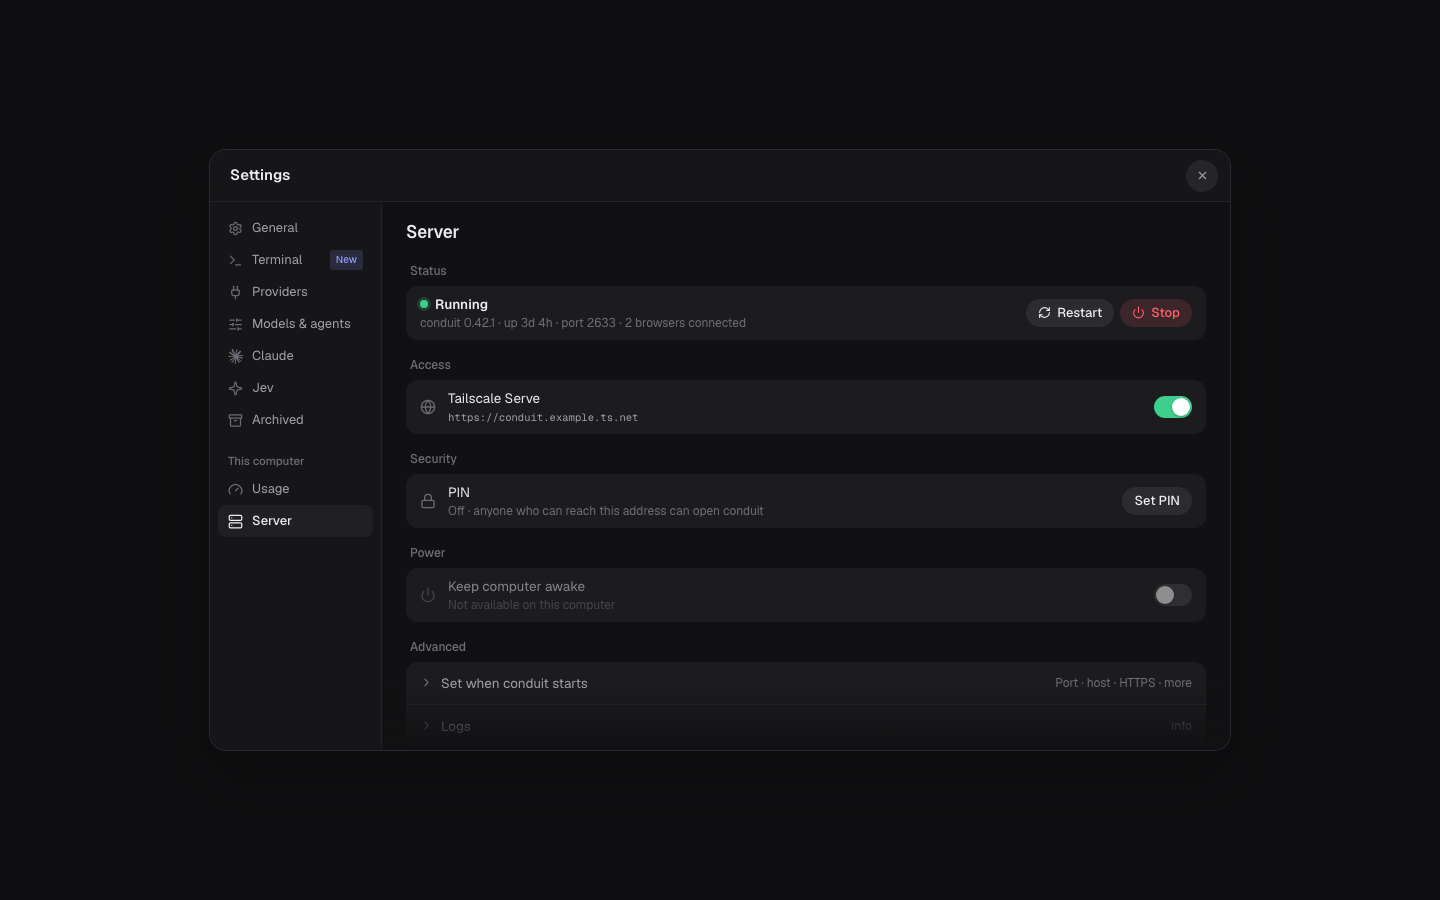 Settings
General
Terminal New
Providers
Models & agents
Claude
Jev
Archived
This computer
Usage
Server
Server
Status
Running
conduit 0.42.1 · up 3d 4h · port 2633 · 2 browsers connected
Restart
Stop
Access
Tailscale Serve
https://conduit.example.ts.net
Security
PIN
Off · anyone who can reach this address can open conduit
Set PIN
Power
Keep computer awake
Not available on this computer
Advanced
Set when conduit starts
Port · host · HTTPS · more
Logs
info